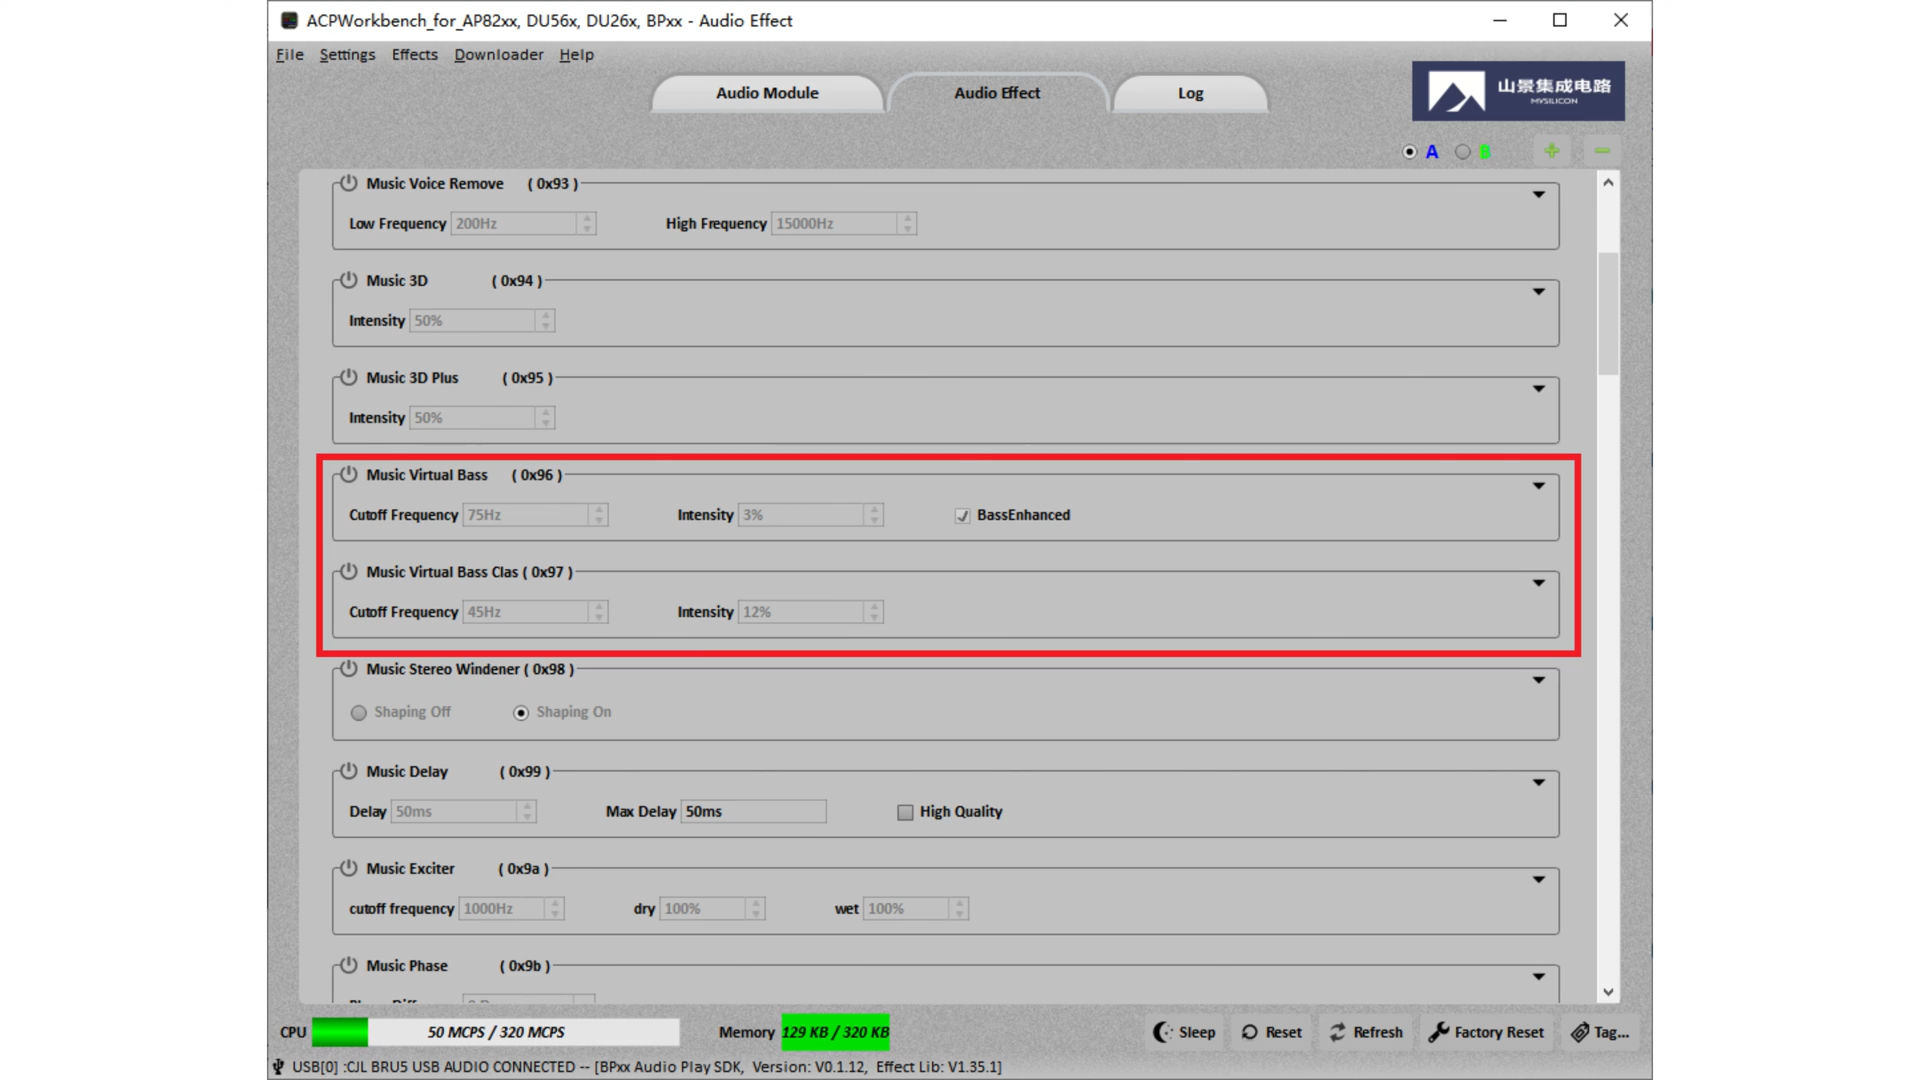 ACPWorkbench_for_AP82xx, DU56x, DU26x, BPxx - Audio Effect
File Settings Effects Downloader Help
Audio Module Audio Effect Log
山景集成电路
MVSILICON
A B
Music Voice Remove ( 0x93 )
Low Frequency 200Hz High Frequency 15000Hz
Music 3D ( 0x94 )
Intensity 50%
Music 3D Plus ( 0x95 )
Intensity 50%
Music Virtual Bass ( 0x96 )
Cutoff Frequency 75Hz Intensity 3% BassEnhanced
Music Virtual Bass Clas ( 0x97 )
Cutoff Frequency 45Hz Intensity 12%
Music Stereo Windener ( 0x98 )
Shaping Off Shaping On
Music Delay ( 0x99 )
Delay 50ms Max Delay 50ms High Quality
Music Exciter ( 0x9a )
cutoff frequency 1000Hz dry 100% wet 100%
Music Phase ( 0x9b )
CPU 50 MCPS / 320 MCPS Memory 129 KB / 320 KB Sleep Reset Refresh Factory Reset Tag...
USB[0] :CJL BRU5 USB AUDIO CONNECTED -- [BPxx Audio Play SDK, Version: V0.1.12, Effect Lib: V1.35.1]